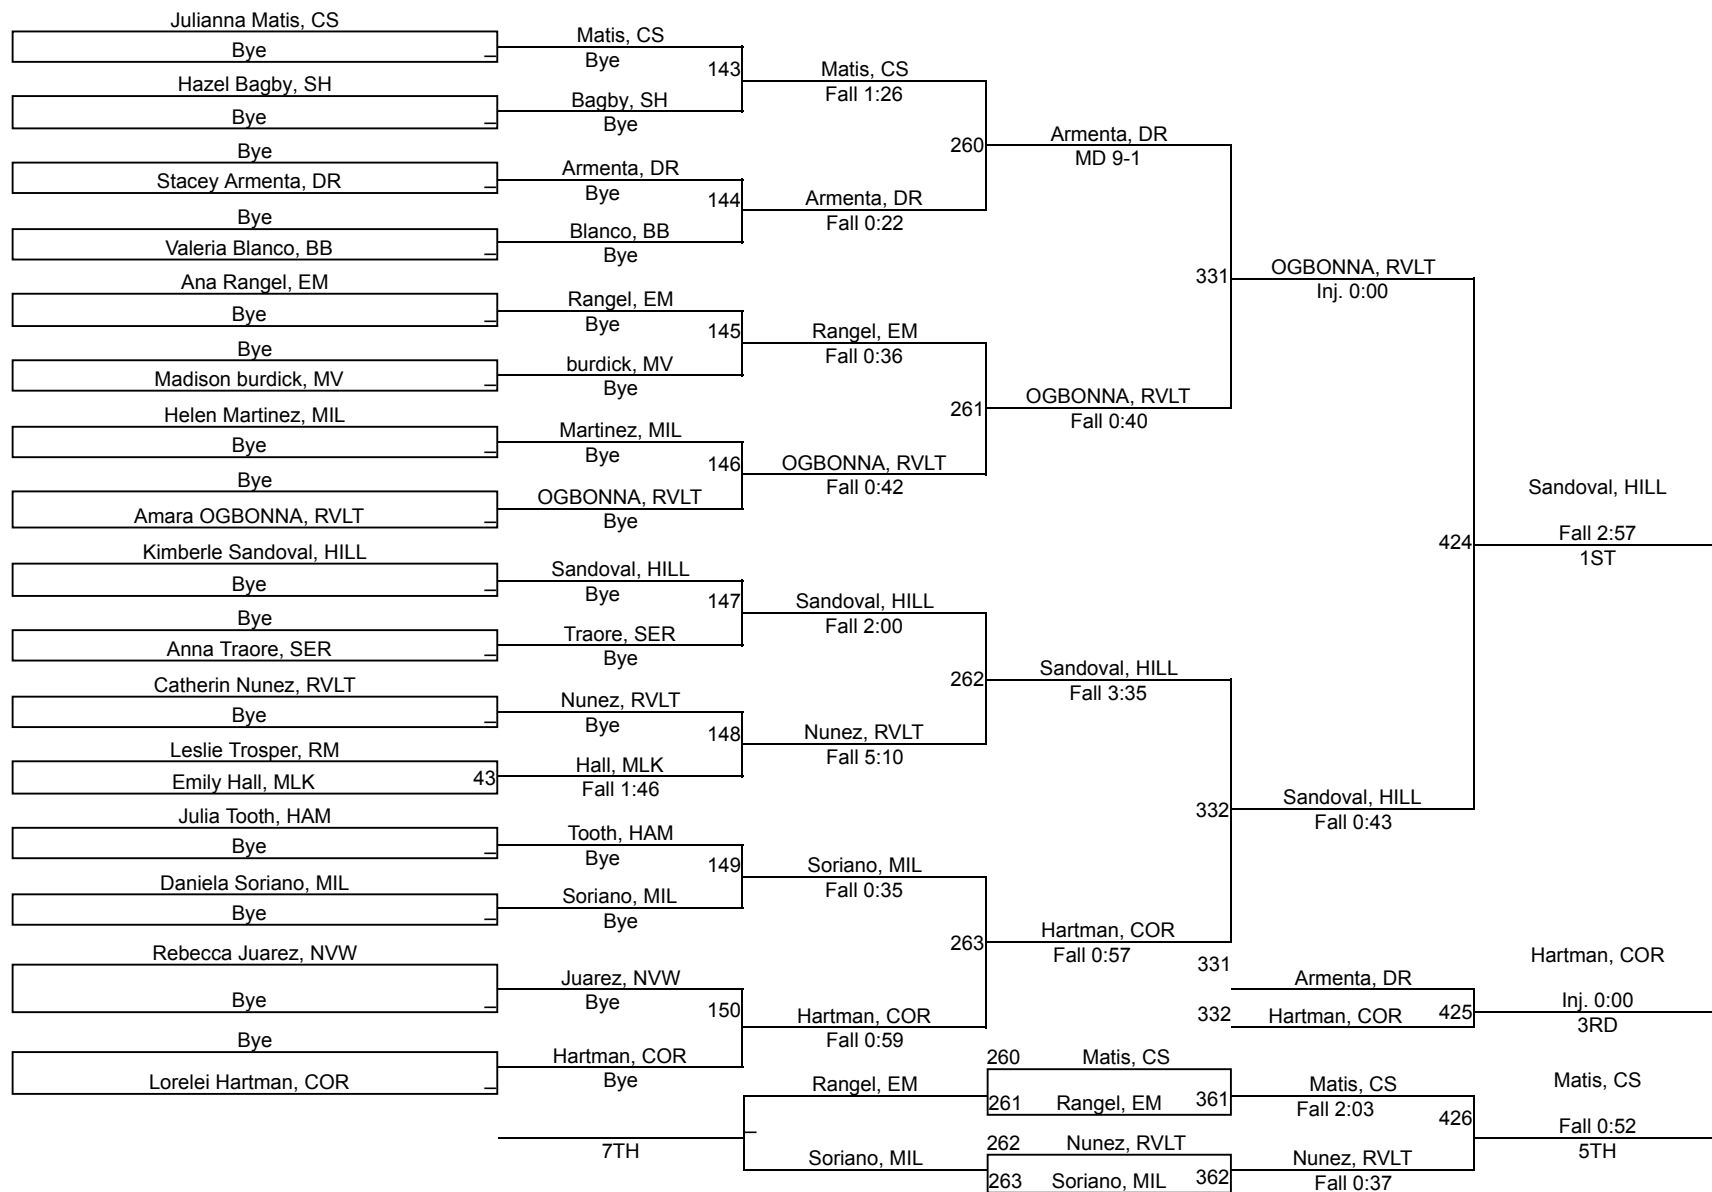 Julianna Matis, CS
Bye
Hazel Bagby, SH
Bye
Bye
Stacey Armenta, DR
Bye
Valeria Blanco, BB
Ana Rangel, EM
Bye
Bye
Madison burdick, MV
Helen Martinez, MIL
Bye
Bye
Amara OGBONNA, RVLT
Kimberle Sandoval, HILL
Bye
Bye
Anna Traore, SER
Catherin Nunez, RVLT
Bye
Leslie Trosper, RM
Emily Hall, MLK 43
Julia Tooth, HAM
Bye
Daniela Soriano, MIL
Bye
Rebecca Juarez, NVW
Bye
Bye
Lorelei Hartman, COR
Matis, CS
Bye
143
Bagby, SH
Bye
Armenta, DR
Bye
144
Blanco, BB
Bye
Rangel, EM
Bye
145
burdick, MV
Bye
Martinez, MIL
Bye
146
OGBONNA, RVLT
Bye
Sandoval, HILL
Bye
147
Traore, SER
Bye
Nunez, RVLT
Bye
148
Hall, MLK
Fall 1:46
Tooth, HAM
Bye
149
Soriano, MIL
Bye
Juarez, NVW
Bye
150
Hartman, COR
Bye
Matis, CS
Fall 1:26
260
Armenta, DR
Fall 0:22
Rangel, EM
Fall 0:36
261
OGBONNA, RVLT
Fall 0:42
Sandoval, HILL
Fall 2:00
262
Nunez, RVLT
Fall 5:10
Soriano, MIL
Fall 0:35
263
Hartman, COR
Fall 0:59
Armenta, DR
MD 9-1
331
OGBONNA, RVLT
Fall 0:40
Sandoval, HILL
Fall 3:35
332
Hartman, COR
Fall 0:57
OGBONNA, RVLT
Inj. 0:00
424
Sandoval, HILL
Fall 0:43
Sandoval, HILL
Fall 2:57
1ST
331
Armenta, DR
332 Hartman, COR 425
Hartman, COR
Inj. 0:00
3RD
Rangel, EM
7TH
Soriano, MIL
260 Matis, CS
261 Rangel, EM 361
262 Nunez, RVLT
263 Soriano, MIL 362
Matis, CS
Fall 2:03
426
Nunez, RVLT
Fall 0:37
Matis, CS
Fall 0:52
5TH